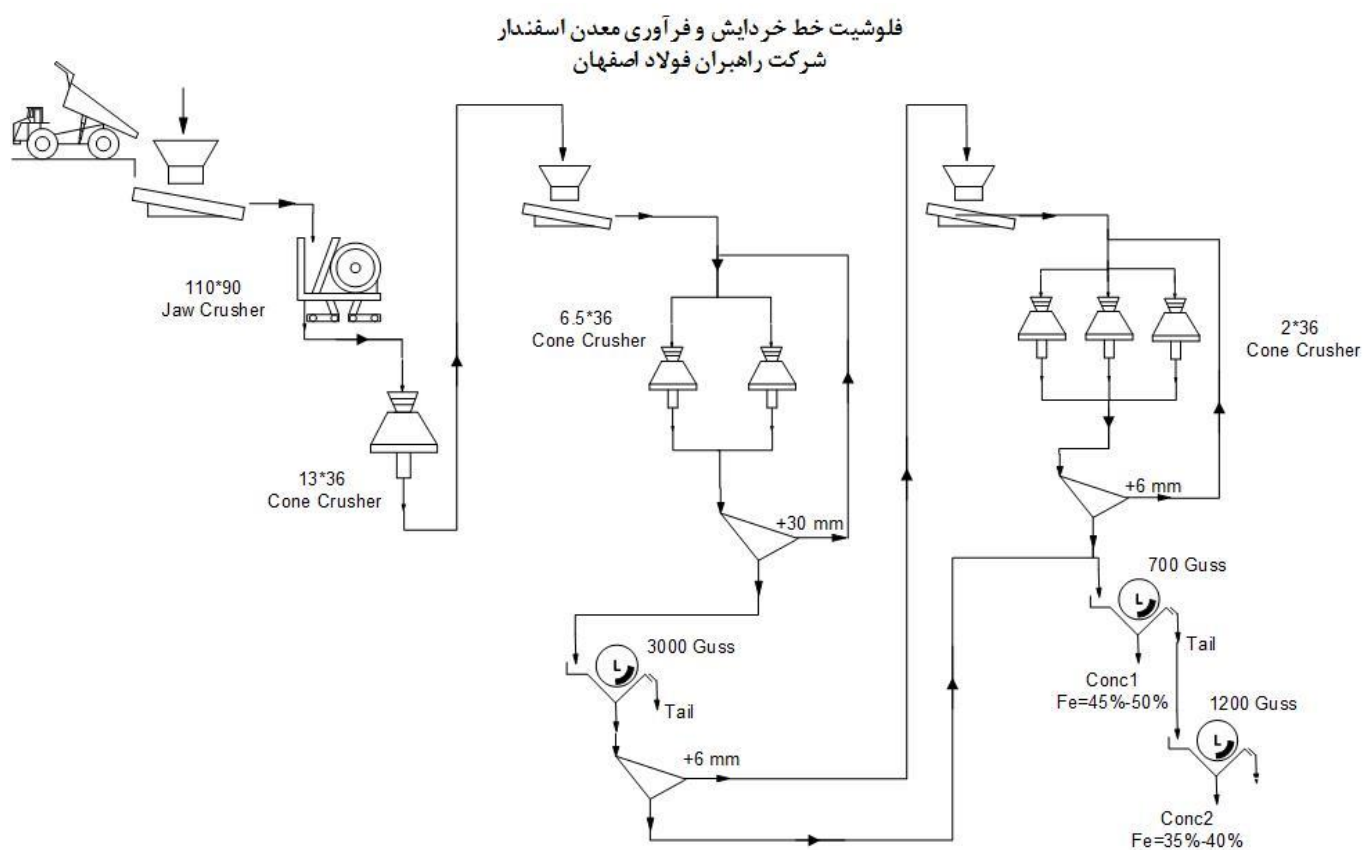 فلوشیت خط خردایش و فرآوری معدن اسفندار
شرکت راهبران فولاد اصفهان
110*90
Jaw Crusher
13*36
Cone Crusher
6.5*36
Cone Crusher
+30 mm
3000 Guss
L
Tail
+6 mm
2*36
Cone Crusher
+6 mm
700 Guss
L
Tail
Conc1
Fe=45%-50%
1200 Guss
L
Conc2
Fe=35%-40%